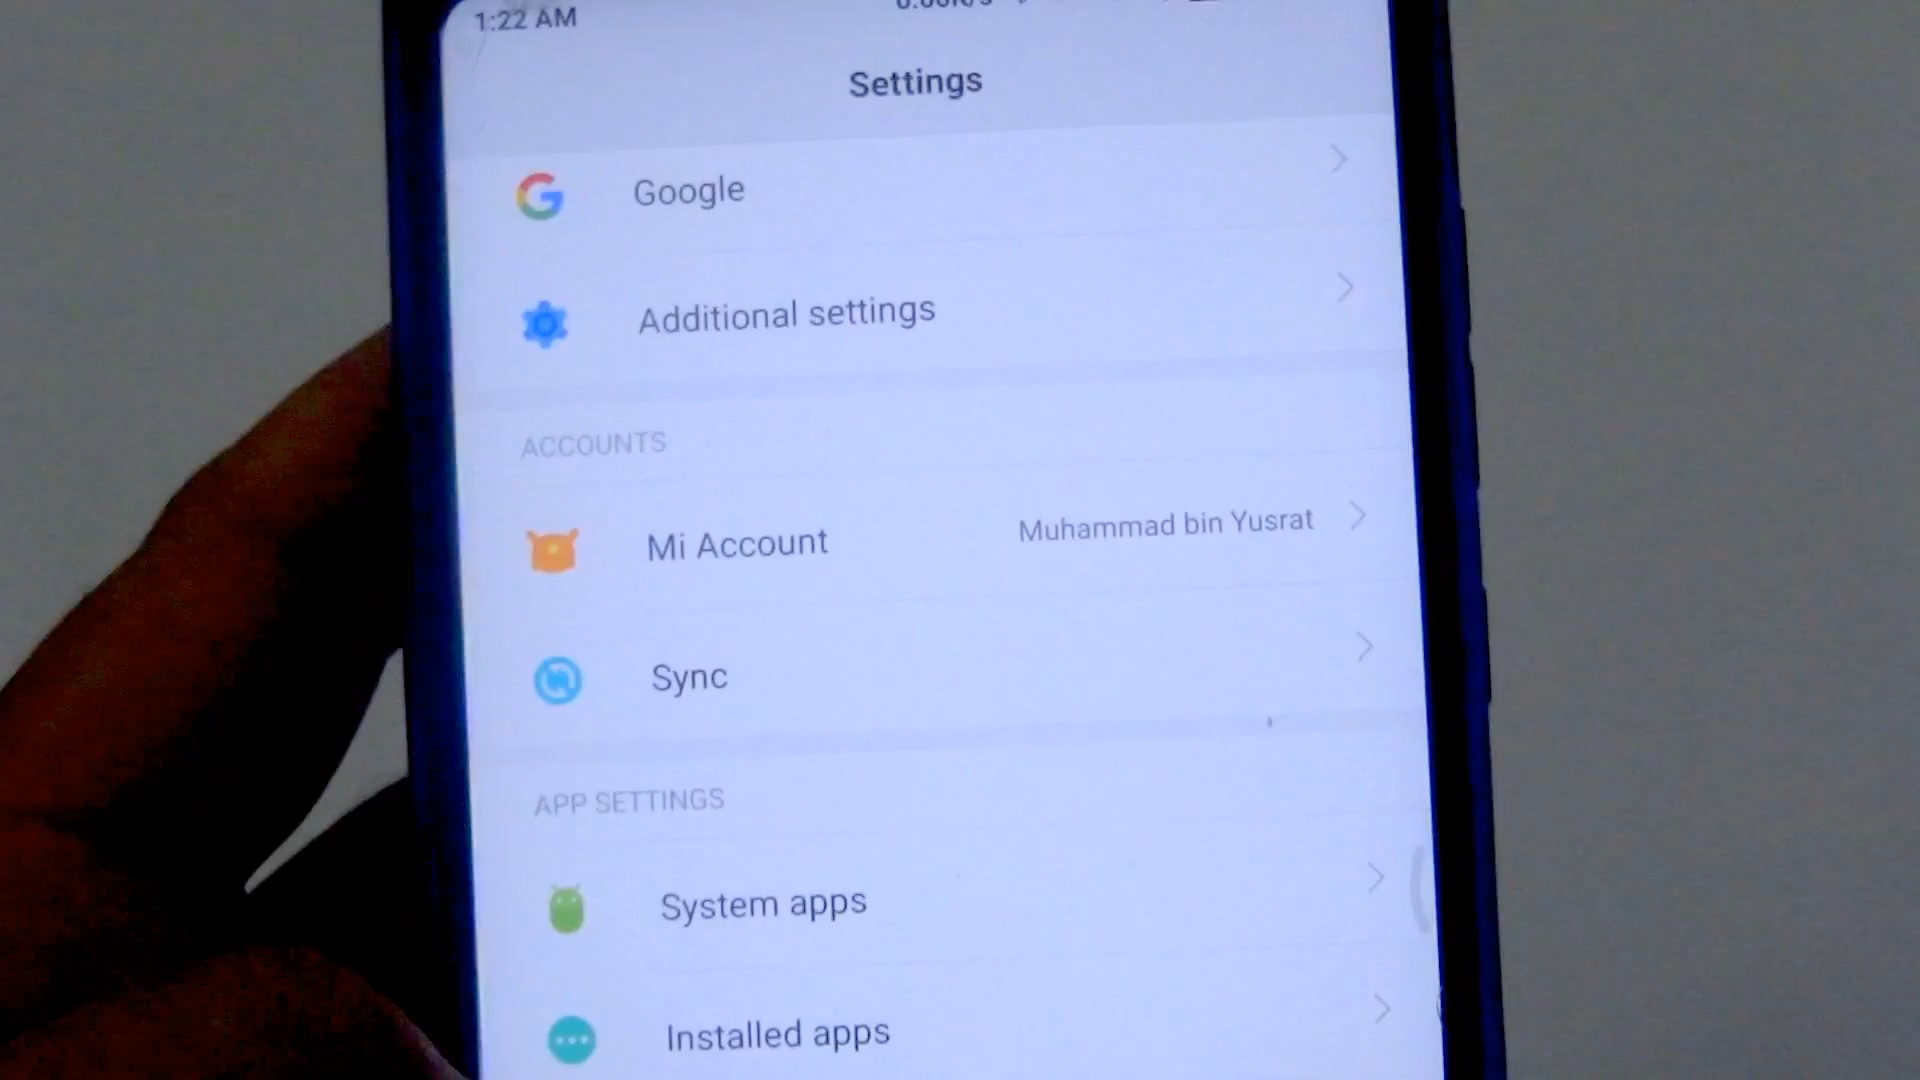 1:22 AM
Settings
Google
Additional settings
ACCOUNTS
Mi Account
Muhammad bin Yusrat
Sync
APP SETTINGS
System apps
Installed apps